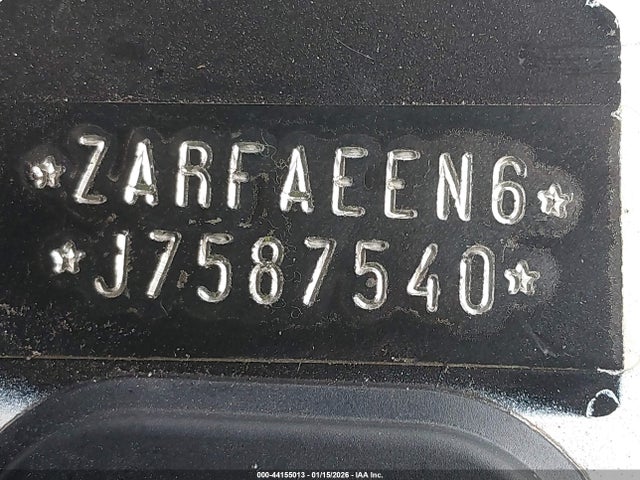 ★ZARFAEEN6★
★J7587540★
000-44155013 - 01/15/2026 - IAA Inc.